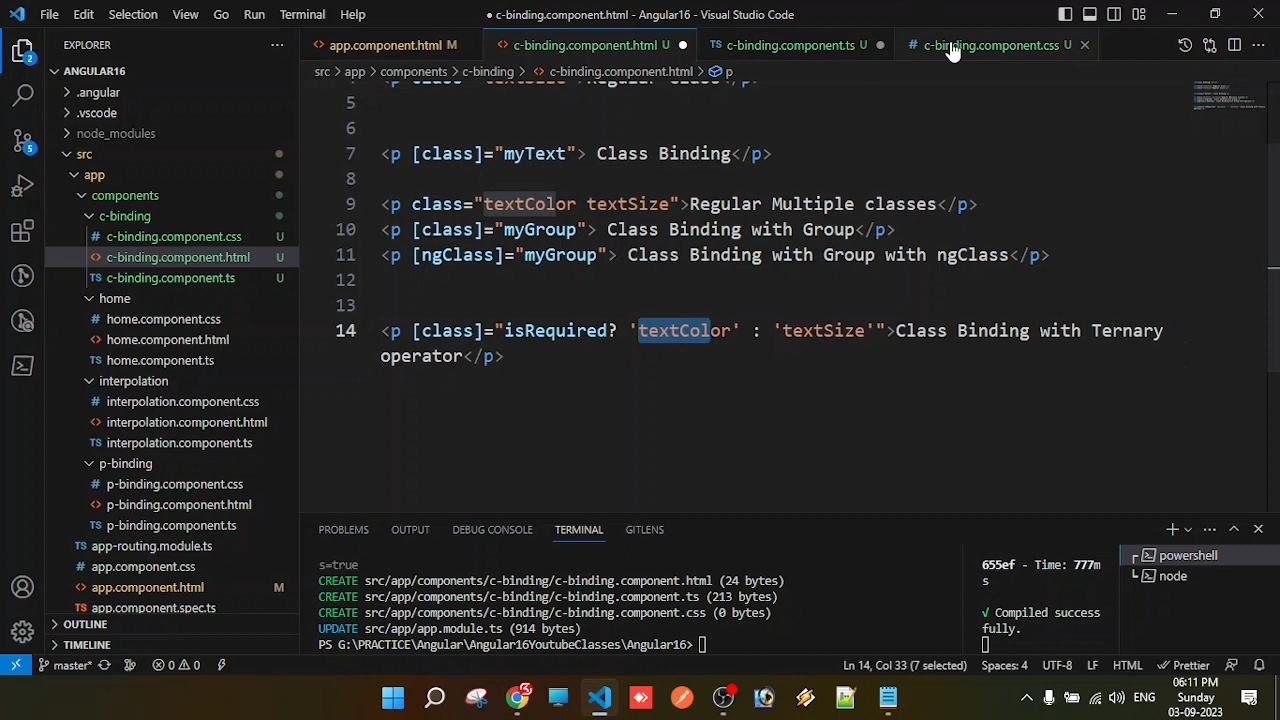 File Edit Selection View Go Run Terminal Help
● c-binding.component.html - Angular16 - Visual Studio Code
EXPLORER
app.component.html M
c-binding.component.html U
TS c-binding.component.ts U
# c-binding.component.css U
ANGULAR16
src > app > components > c-binding > c-binding.component.html > p
.angular
.vscode
node_modules
src
app
components
c-binding
# c-binding.component.css U
c-binding.component.html U
TS c-binding.component.ts U
home
# home.component.css
home.component.html
TS home.component.ts
interpolation
# interpolation.component.css
interpolation.component.html
TS interpolation.component.ts
p-binding
# p-binding.component.css
p-binding.component.html
TS p-binding.component.ts
TS app-routing.module.ts
# app.component.css
app.component.html M
app.component.spec.ts
OUTLINE
TIMELINE
2
5
5
6
7 <p [class]="myText"> Class Binding</p>
8
9 <p class="textColor textSize">Regular Multiple classes</p>
10 <p [class]="myGroup"> Class Binding with Group</p>
11 <p [ngClass]="myGroup"> Class Binding with Group with ngClass</p>
12
13
14 <p [class]="isRequired? 'textColor' : 'textSize'">Class Binding with Ternary
operator</p>
PROBLEMS OUTPUT DEBUG CONSOLE TERMINAL GITLENS
s=true
CREATE src/app/components/c-binding/c-binding.component.html (24 bytes)
CREATE src/app/components/c-binding/c-binding.component.ts (213 bytes)
CREATE src/app/components/c-binding/c-binding.component.css (0 bytes)
UPDATE src/app/app.module.ts (914 bytes)
PS G:\PRACTICE\Angular\Angular16YoutubeClasses\Angular16>
655ef - Time: 777m
s
√ Compiled success
fully.
powershell
node
master* 0 0
Ln 14, Col 33 (7 selected) Spaces: 4 UTF-8 LF HTML Prettier
ENG
06:11 PM
Sunday
03-09-2023